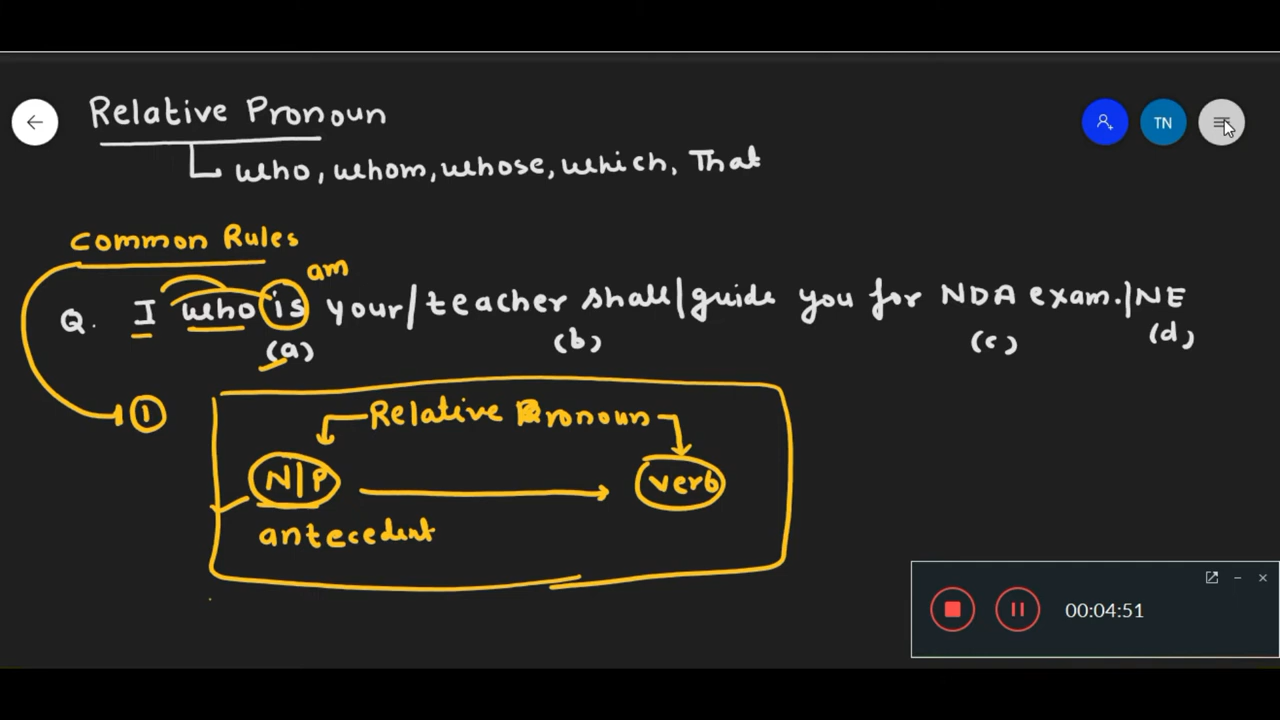 Relative Pronoun
who, whom, whose, which, That
TN
Common Rules
am
Q. I who is your/teacher shall/guide you for NDA exam./NE
(a) (b) (c) (d)
① Relative Pronoun
N/P verb
antecedent
00:04:51